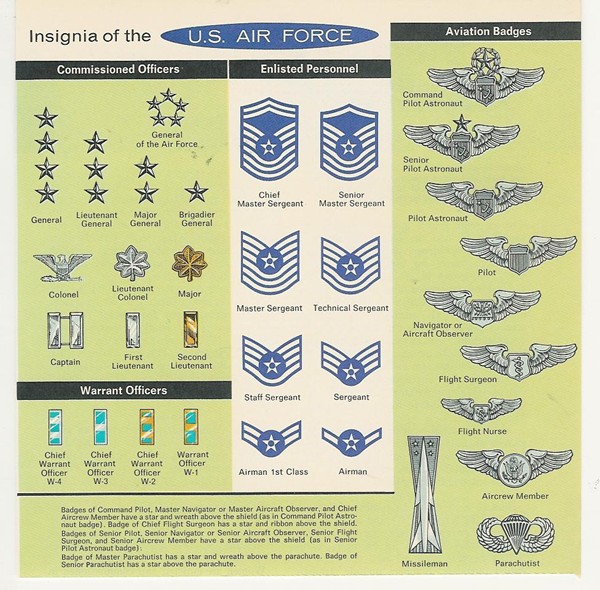 Insignia of the U.S. AIR FORCE
Commissioned Officers
General
of the Air Force
General
Lieutenant
General
Major
General
Brigadier
General
Colonel
Lieutenant
Colonel
Major
Captain
First
Lieutenant
Second
Lieutenant
Warrant Officers
Chief
Warrant
Officer
W-4
Chief
Warrant
Officer
W-3
Chief
Warrant
Officer
W-2
Warrant
Officer
W-1
Enlisted Personnel
Chief
Master Sergeant
Senior
Master Sergeant
Master Sergeant
Technical Sergeant
Staff Sergeant
Sergeant
Airman 1st Class
Airman
Aviation Badges
Command
Pilot Astronaut
Senior
Pilot Astronaut
Pilot Astronaut
Pilot
Navigator or
Aircraft Observer
Flight Surgeon
Flight Nurse
Aircrew Member
Missileman
Parachutist
Badges of Command Pilot, Master Navigator or Master Aircraft Observer, and Chief
Aircrew Member have a star and wreath above the shield (as in Command Pilot Astro-
naut badge). Badge of Chief Flight Surgeon has a star and ribbon above the shield.
Badges of Senior Pilot, Senior Navigator or Senior Aircraft Observer, Senior Flight
Surgeon, and Senior Aircrew Member have a star above the shield (as in Senior
Pilot Astronaut badge):
Badge of Master Parachutist has a star and wreath above the parachute. Badge of
Senior Parachutist has a star above the parachute.